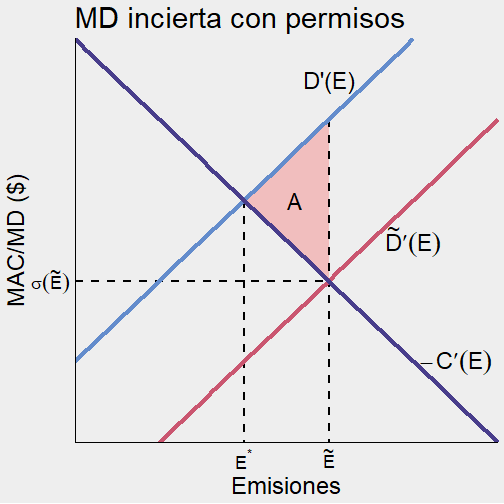 MD incierta con permisos
D'(E)
A
D̃′(E)
MAC/MD ($)
σ(Ẽ)
−C′(E)
E*
Ẽ
Emisiones